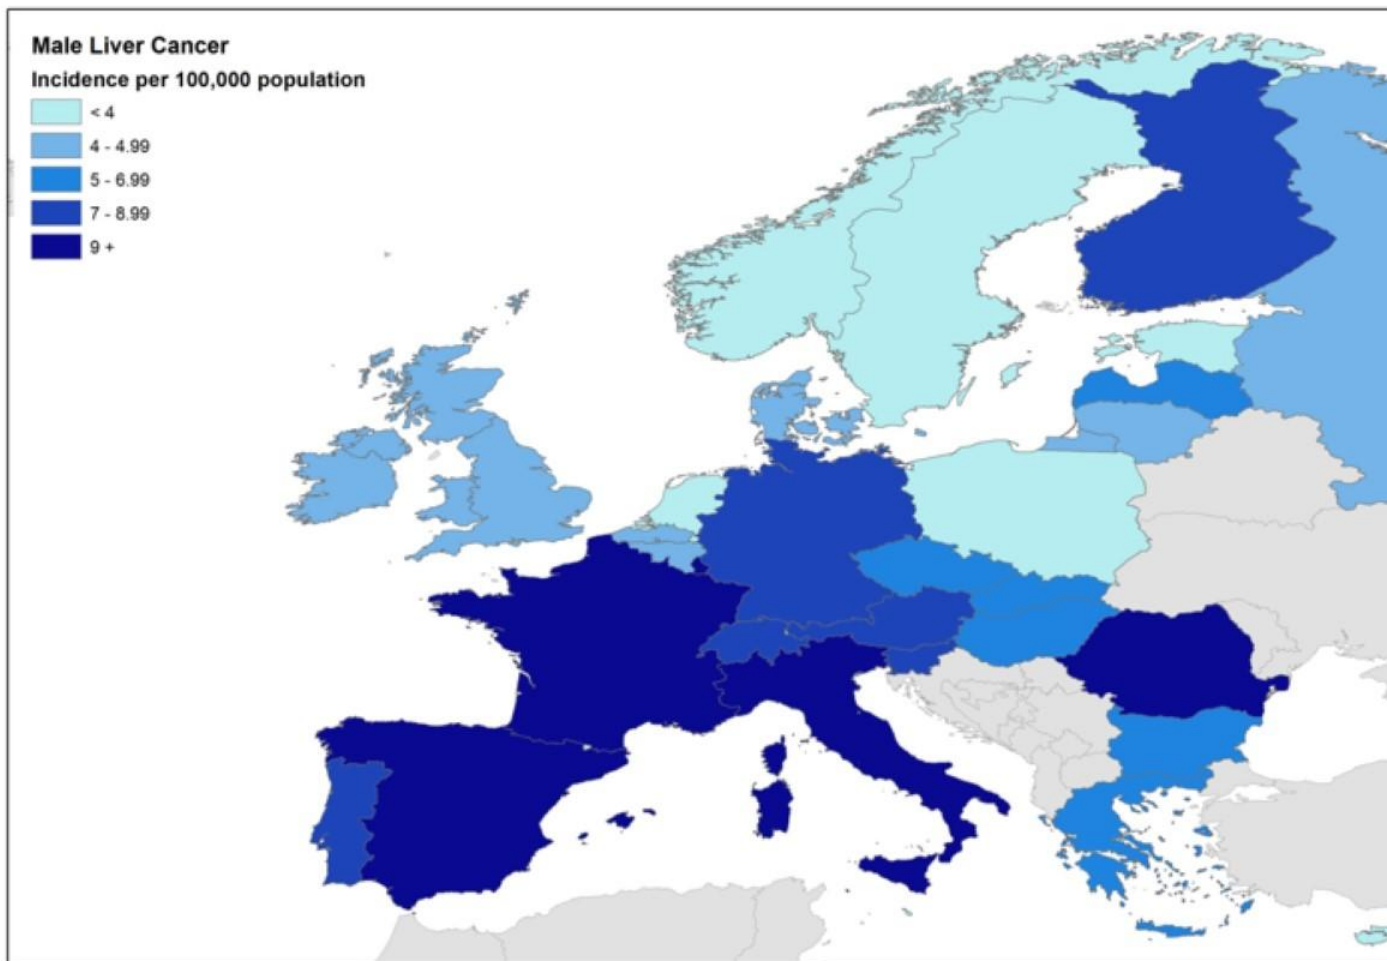 Male Liver Cancer
Incidence per 100,000 population
< 4
4 - 4.99
5 - 6.99
7 - 8.99
9 +